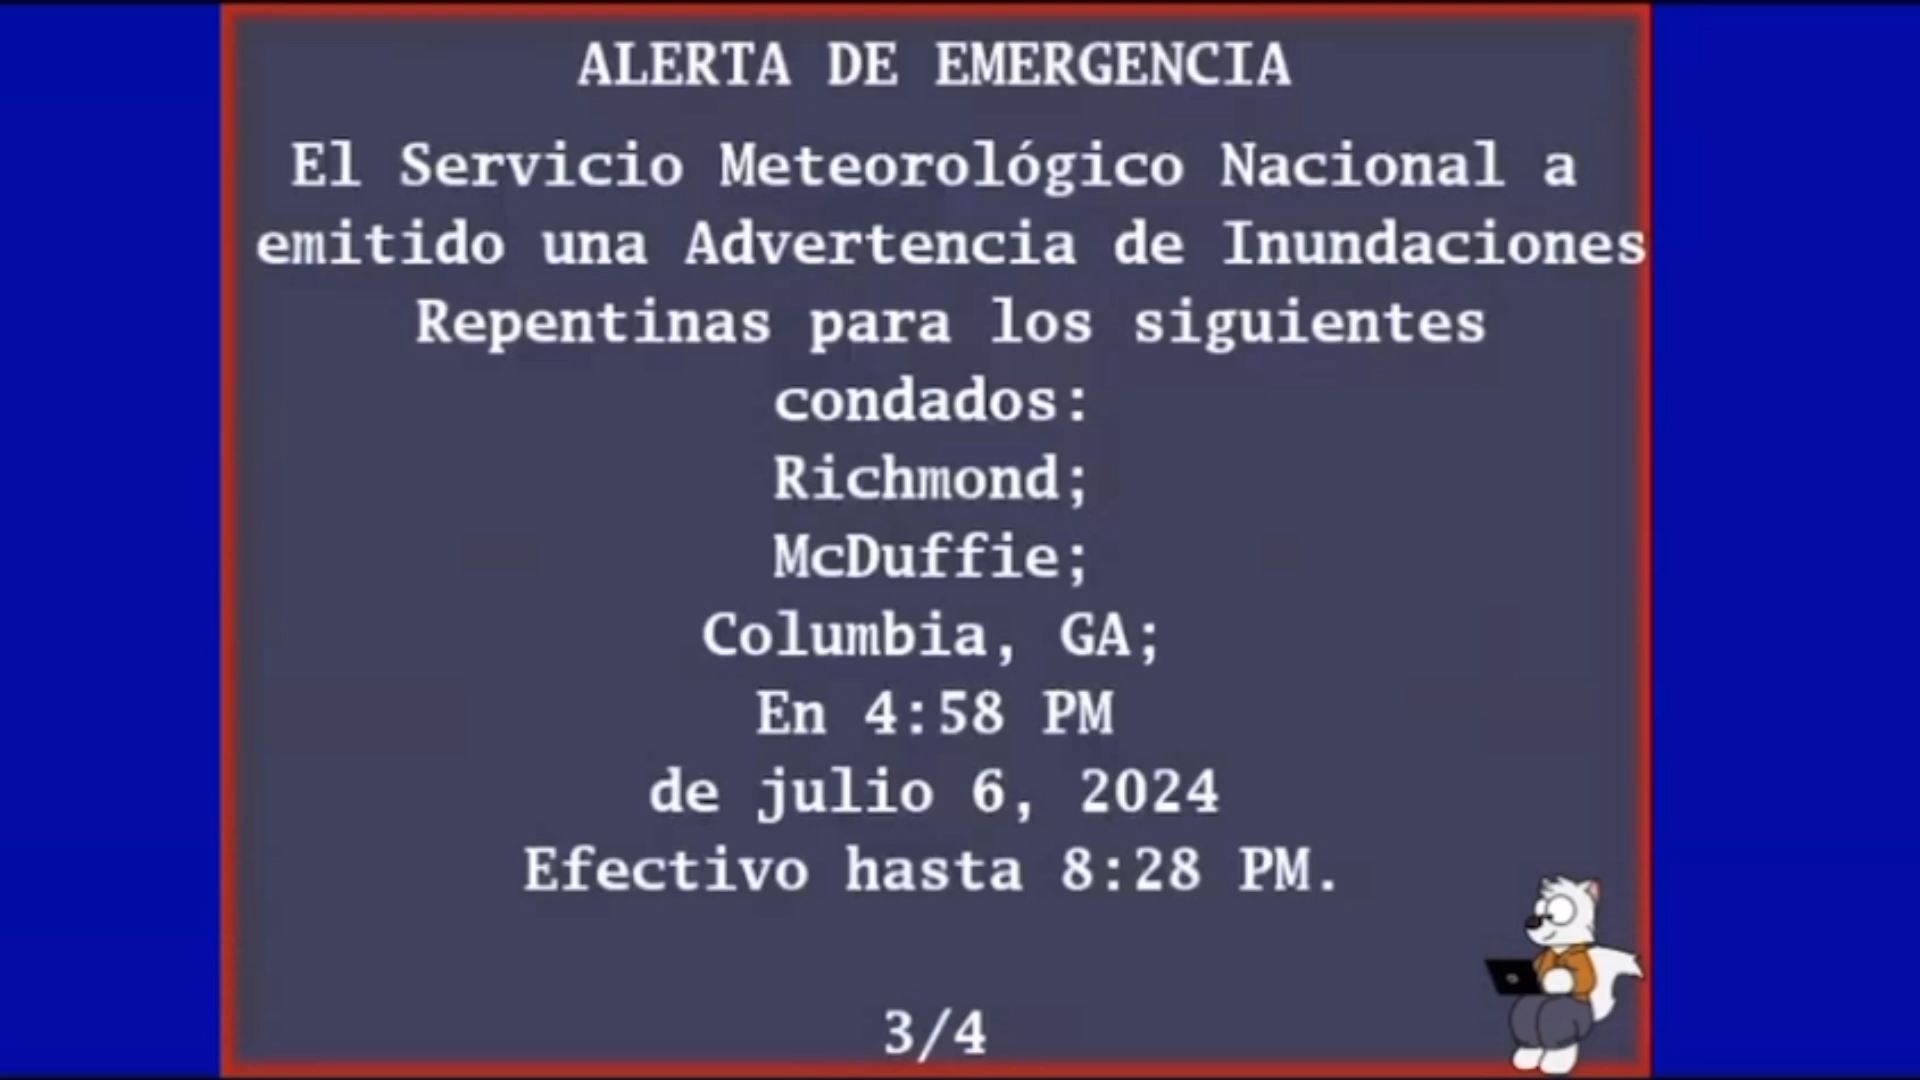 ALERTA DE EMERGENCIA
El Servicio Meteorológico Nacional a
emitido una Advertencia de Inundaciones
Repentinas para los siguientes
condados:
Richmond;
McDuffie;
Columbia, GA;
En 4:58 PM
de julio 6, 2024
Efectivo hasta 8:28 PM.
3/4